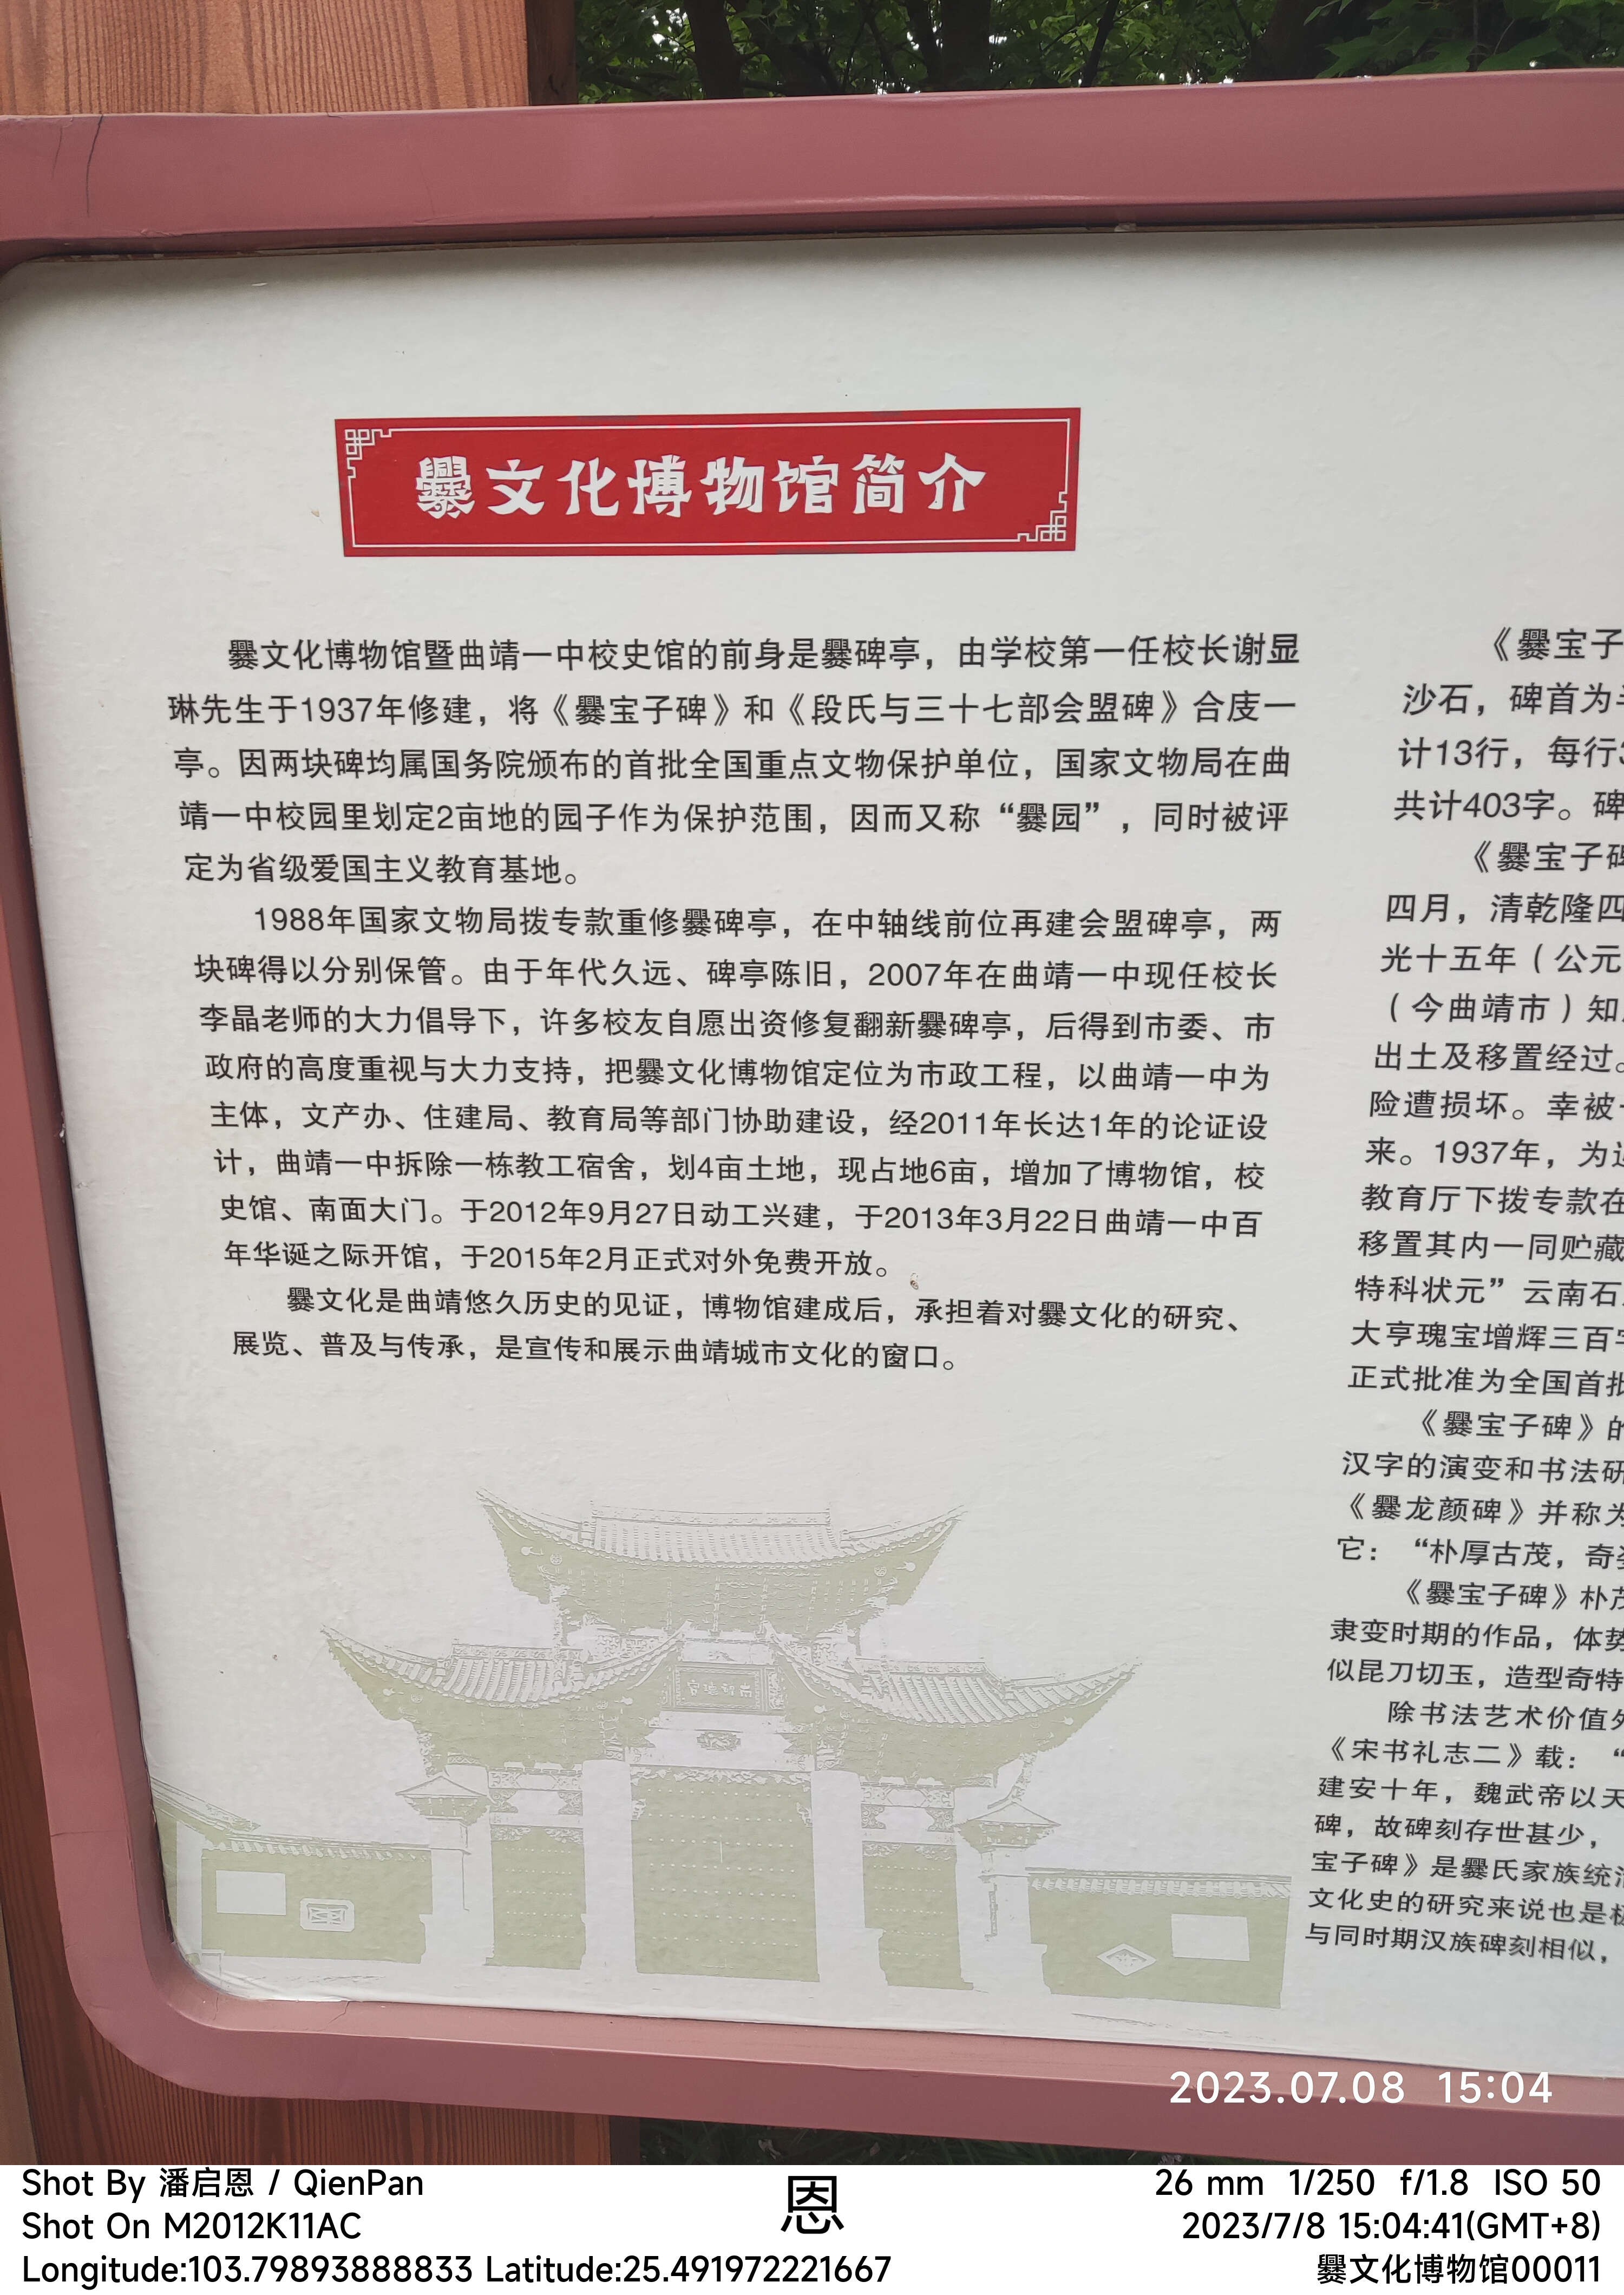 爨文化博物馆简介
爨文化博物馆暨曲靖一中校史馆的前身是爨碑亭，由学校第一任校长谢显
琳先生于1937年修建，将《爨宝子碑》和《段氏与三十七部会盟碑》合庋一
亭。因两块碑均属国务院颁布的首批全国重点文物保护单位，国家文物局在曲
靖一中校园里划定2亩地的园子作为保护范围，因而又称“爨园”，同时被评
定为省级爱国主义教育基地。
1988年国家文物局拨专款重修爨碑亭，在中轴线前位再建会盟碑亭，两
块碑得以分别保管。由于年代久远、碑亭陈旧，2007年在曲靖一中现任校长
李晶老师的大力倡导下，许多校友自愿出资修复翻新爨碑亭，后得到市委、市
政府的高度重视与大力支持，把爨文化博物馆定位为市政工程，以曲靖一中为
主体，文产办、住建局、教育局等部门协助建设，经2011年长达1年的论证设
计，曲靖一中拆除一栋教工宿舍，划4亩土地，现占地6亩，增加了博物馆，校
史馆、南面大门。于2012年9月27日动工兴建，于2013年3月22日曲靖一中百
年华诞之际开馆，于2015年2月正式对外免费开放。
爨文化是曲靖悠久历史的见证，博物馆建成后，承担着对爨文化的研究、
展览、普及与传承，是宣传和展示曲靖城市文化的窗口。
《爨宝子
沙石，碑首为半
计13行，每行3
共计403字。碑
《爨宝子碑
四月，清乾隆四
光十五年（公元
（今曲靖市）知
出土及移置经过。
险遭损坏。幸被
来。1937年，为
教育厅下拨专款在
移置其内一同贮藏
特科状元”云南石
大亨瑰宝增辉三百字
正式批准为全国首批
《爨宝子碑》的
汉字的演变和书法研
《爨龙颜碑》并称为
它：“朴厚古茂，奇姿
《爨宝子碑》朴茂
隶变时期的作品，体势
似昆刀切玉，造型奇特
除书法艺术价值外
《宋书礼志二》载：“
建安十年，魏武帝以天
碑，故碑刻存世甚少，
宝子碑》是爨氏家族统治
文化史的研究来说也是极
与同时期汉族碑刻相似，
2023.07.08 15:04
Shot By 潘启恩 / QienPan
Shot On M2012K11AC
Longitude:103.79893888833 Latitude:25.491972221667
恩
26 mm 1/250 f/1.8 ISO 50
2023/7/8 15:04:41(GMT+8)
爨文化博物馆00011